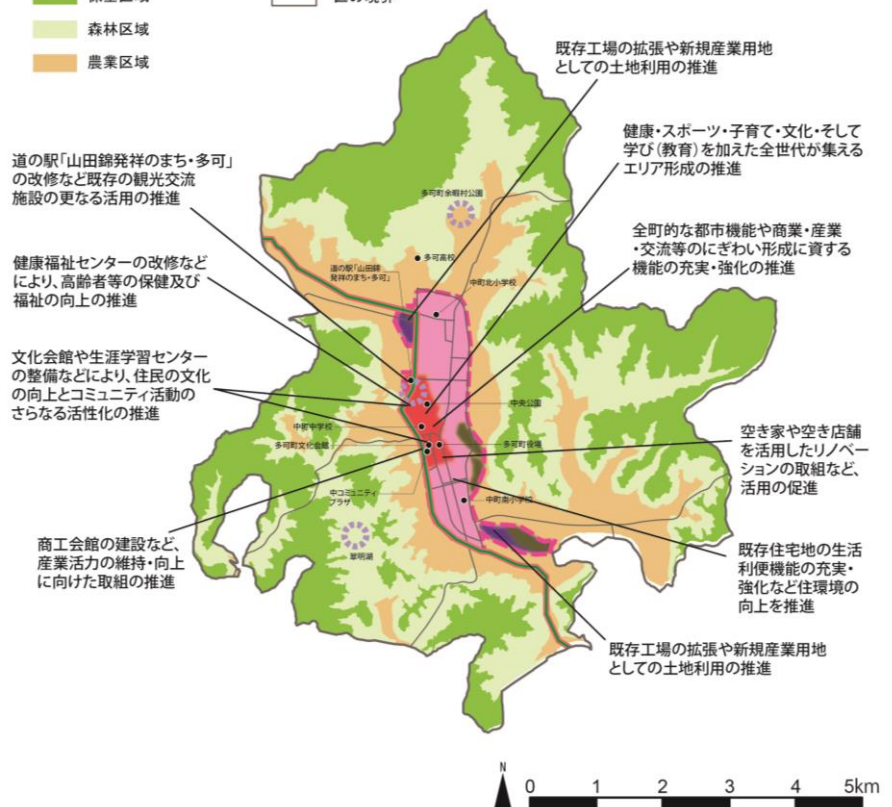 森林区域
農業区域
既存工場の拡張や新規産業用地
としての土地利用の推進
健康・スポーツ・子育て・文化・そして
学び(教育)を加えた全世代が集える
エリア形成の推進
道の駅「山田錦発祥のまち・多可」
の改修など既存の観光交流
施設の更なる活用の推進
全町的な都市機能や商業・産業
・交流等のにぎわい形成に資する
機能の充実・強化の推進
健康福祉センターの改修など
により、高齢者等の保健及び
福祉の向上の推進
文化会館や生涯学習センター
の整備などにより、住民の文化
の向上とコミュニティ活動の
さらなる活性化の推進
空き家や空き店舗
を活用したリノベー
ションの取組など、
活用の促進
商工会館の建設など、
産業活力の維持・向上
に向けた取組の推進
既存住宅地の生活
利便機能の充実・
強化など住環境の
向上を推進
既存工場の拡張や新規産業用地
としての土地利用の推進
多可町余暇村公園
多可高校
道の駅「山田錦
発祥のまち・多可」
中町北小学校
中央公園
中町中学校
多可町文化会館
多可町役場
中コミュニティ
プラザ
中町南小学校
翠明湖
N
0 1 2 3 4 5km